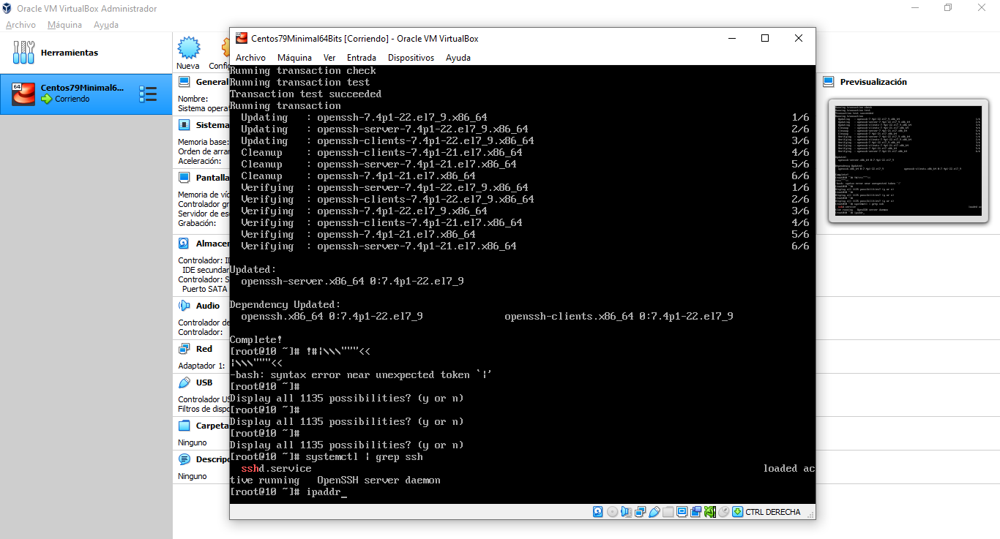 Oracle VM VirtualBox Administrador
Archivo Máquina Ayuda
Herramientas
64
Centos79Minimal6...
Corriendo
Nueva
Config
General
Nombre:
Sistema operat
Sistema
Memoria base:
Orden de arran
Aceleración:
Pantalla
Memoria de víd
Controlador gr
Servidor de es
Grabación:
Almacen
Controlador: ID
IDE secundar
Controlador: S
Puerto SATA
Audio
Controlador de
Controlador:
Red
Adaptador 1:
USB
Controlador US
Filtros de dispo
Carpeta
Ninguno
Descrip
Ninguno
Previsualización
Centos79Minimal64Bits [Corriendo] - Oracle VM VirtualBox
Archivo Máquina Ver Entrada Dispositivos Ayuda
Running transaction check
Running transaction test
Transaction test succeeded
Running transaction
Updating : openssh-7.4p1-22.el7_9.x86_64 1/6
Updating : openssh-server-7.4p1-22.el7_9.x86_64 2/6
Updating : openssh-clients-7.4p1-22.el7_9.x86_64 3/6
Cleanup : openssh-clients-7.4p1-21.el7.x86_64 4/6
Cleanup : openssh-server-7.4p1-21.el7.x86_64 5/6
Cleanup : openssh-7.4p1-21.el7.x86_64 6/6
Verifying : openssh-server-7.4p1-22.el7_9.x86_64 1/6
Verifying : openssh-clients-7.4p1-22.el7_9.x86_64 2/6
Verifying : openssh-7.4p1-22.el7_9.x86_64 3/6
Verifying : openssh-clients-7.4p1-21.el7.x86_64 4/6
Verifying : openssh-7.4p1-21.el7.x86_64 5/6
Verifying : openssh-server-7.4p1-21.el7.x86_64 6/6
Updated:
openssh-server.x86_64 0:7.4p1-22.el7_9
Dependency Updated:
openssh.x86_64 0:7.4p1-22.el7_9 openssh-clients.x86_64 0:7.4p1-22.el7_9
Complete!
[root@10 ~]# !#|\\\"""<<
|\\\"""<<
-bash: syntax error near unexpected token `|'
[root@10 ~]#
Display all 1135 possibilities? (y or n)
[root@10 ~]#
Display all 1135 possibilities? (y or n)
[root@10 ~]#
Display all 1135 possibilities? (y or n)
[root@10 ~]# systemctl | grep ssh
sshd.service loaded ac
tive running OpenSSH server daemon
[root@10 ~]# ipaddr_
CTRL DERECHA